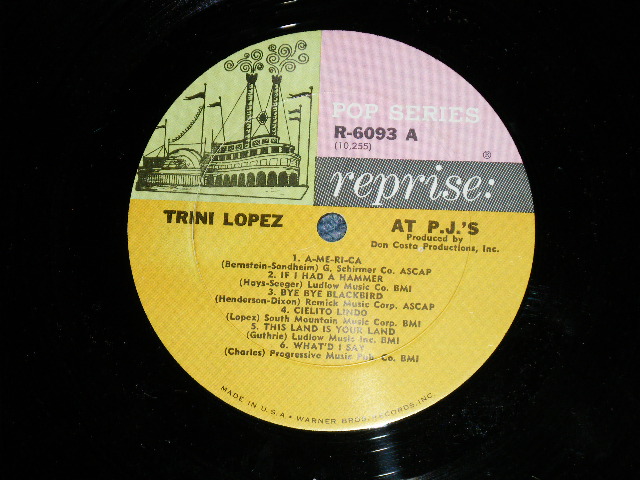 POP SERIES
R-6093 A
(10,255)
®
reprise:
TRINI LOPEZ
AT P.J.'S
Produced by
Don Costa Productions, Inc.
1. A-ME-RI-CA
(Bernstein-Sondheim) G. Schirmer Co. ASCAP
2. IF I HAD A HAMMER
(Hays-Seeger) Ludlow Music Co. BMI
3. BYE BYE BLACKBIRD
(Henderson-Dixon) Remick Music Corp. ASCAP
4. CIELITO LINDO
(Lopez) South Mountain Music Corp. BMI
5. THIS LAND IS YOUR LAND
(Guthrie) Ludlow Music Inc. BMI
6. WHAT'D I SAY
(Charles) Progressive Music Pub. Co. BMI
MADE IN U.S.A • WARNER BROS. RECORDS, INC.